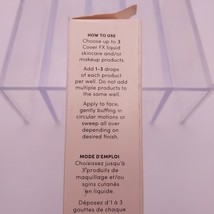 HOW TO USE
Choose up to 3
Cover FX liquid
skincare and/or
makeup products.
Add 1-3 drops
of each product
per well. Do not add
multiple products to
the same well.
Apply to face,
gently buffing in
circular motions or
sweep all over
depending on
desired finish.
MODE D'EMPLOI
Choisissez jusqu'à
3 produits de
maquillage et/ou
soins cutanés
en liquide.
Déposez d'1 à 3
gouttes de chaque